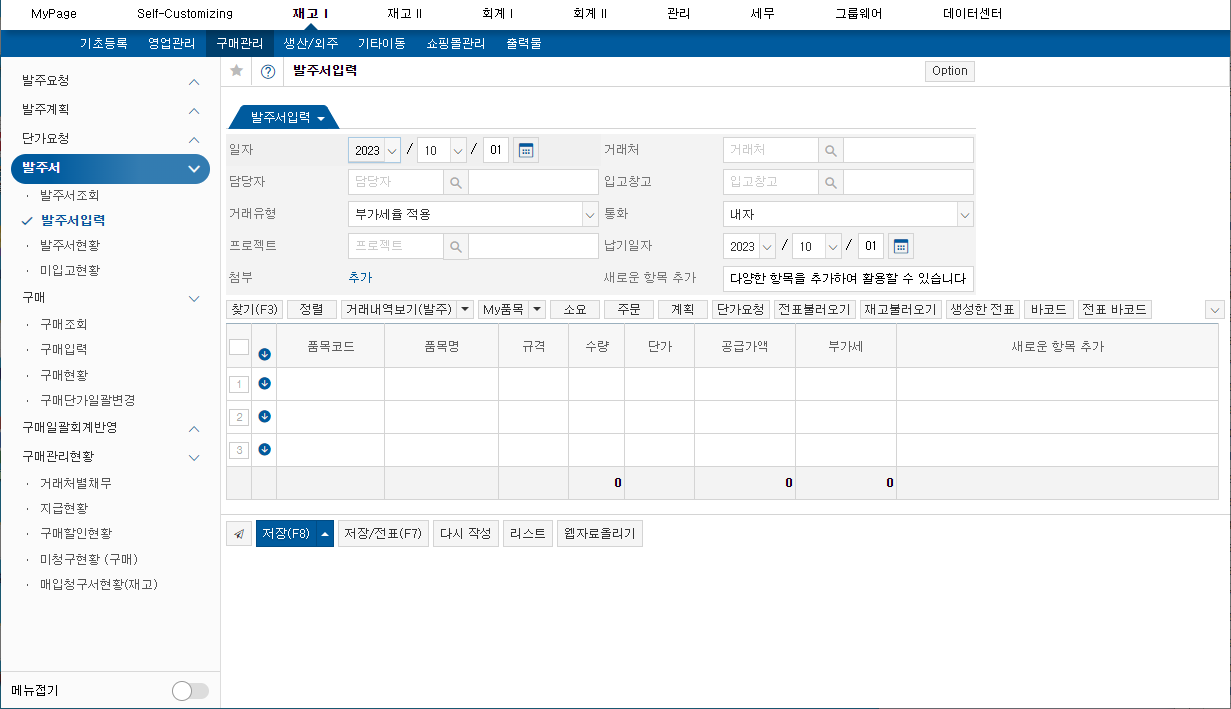 MyPage Self-Customizing 재고 I 재고 II 회계 I 회계 II 관리 세무 그룹웨어 데이터센터
기초등록 영업관리 구매관리 생산/외주 기타이동 쇼핑몰관리 출력물
발주요청
발주계획
단가요청
발주서
· 발주서조회
발주서입력
· 발주서현황
· 미입고현황
구매
· 구매조회
· 구매입력
· 구매현황
· 구매단가일괄변경
구매일괄회계반영
구매관리현황
· 거래처별채무
· 지급현황
· 구매할인현황
· 미청구현황 (구매)
· 매입청구서현황(재고)
메뉴접기
발주서입력 Option
발주서입력
일자 2023 / 10 / 01 거래처 거래처
담당자 담당자 입고창고 입고창고
거래유형 부가세율 적용 통화 내자
프로젝트 프로젝트 납기일자 2023 / 10 / 01
첨부 추가 새로운 항목 추가 다양한 항목을 추가하여 활용할 수 있습니다
찾기(F3) 정렬 거래내역보기(발주) My품목 소요 주문 계획 단가요청 전표불러오기 재고불러오기 생성한 전표 바코드 전표 바코드
품목코드 품목명 규격 수량 단가 공급가액 부가세 새로운 항목 추가
1
2
3
0 0 0
저장(F8) 저장/전표(F7) 다시 작성 리스트 웹자료올리기